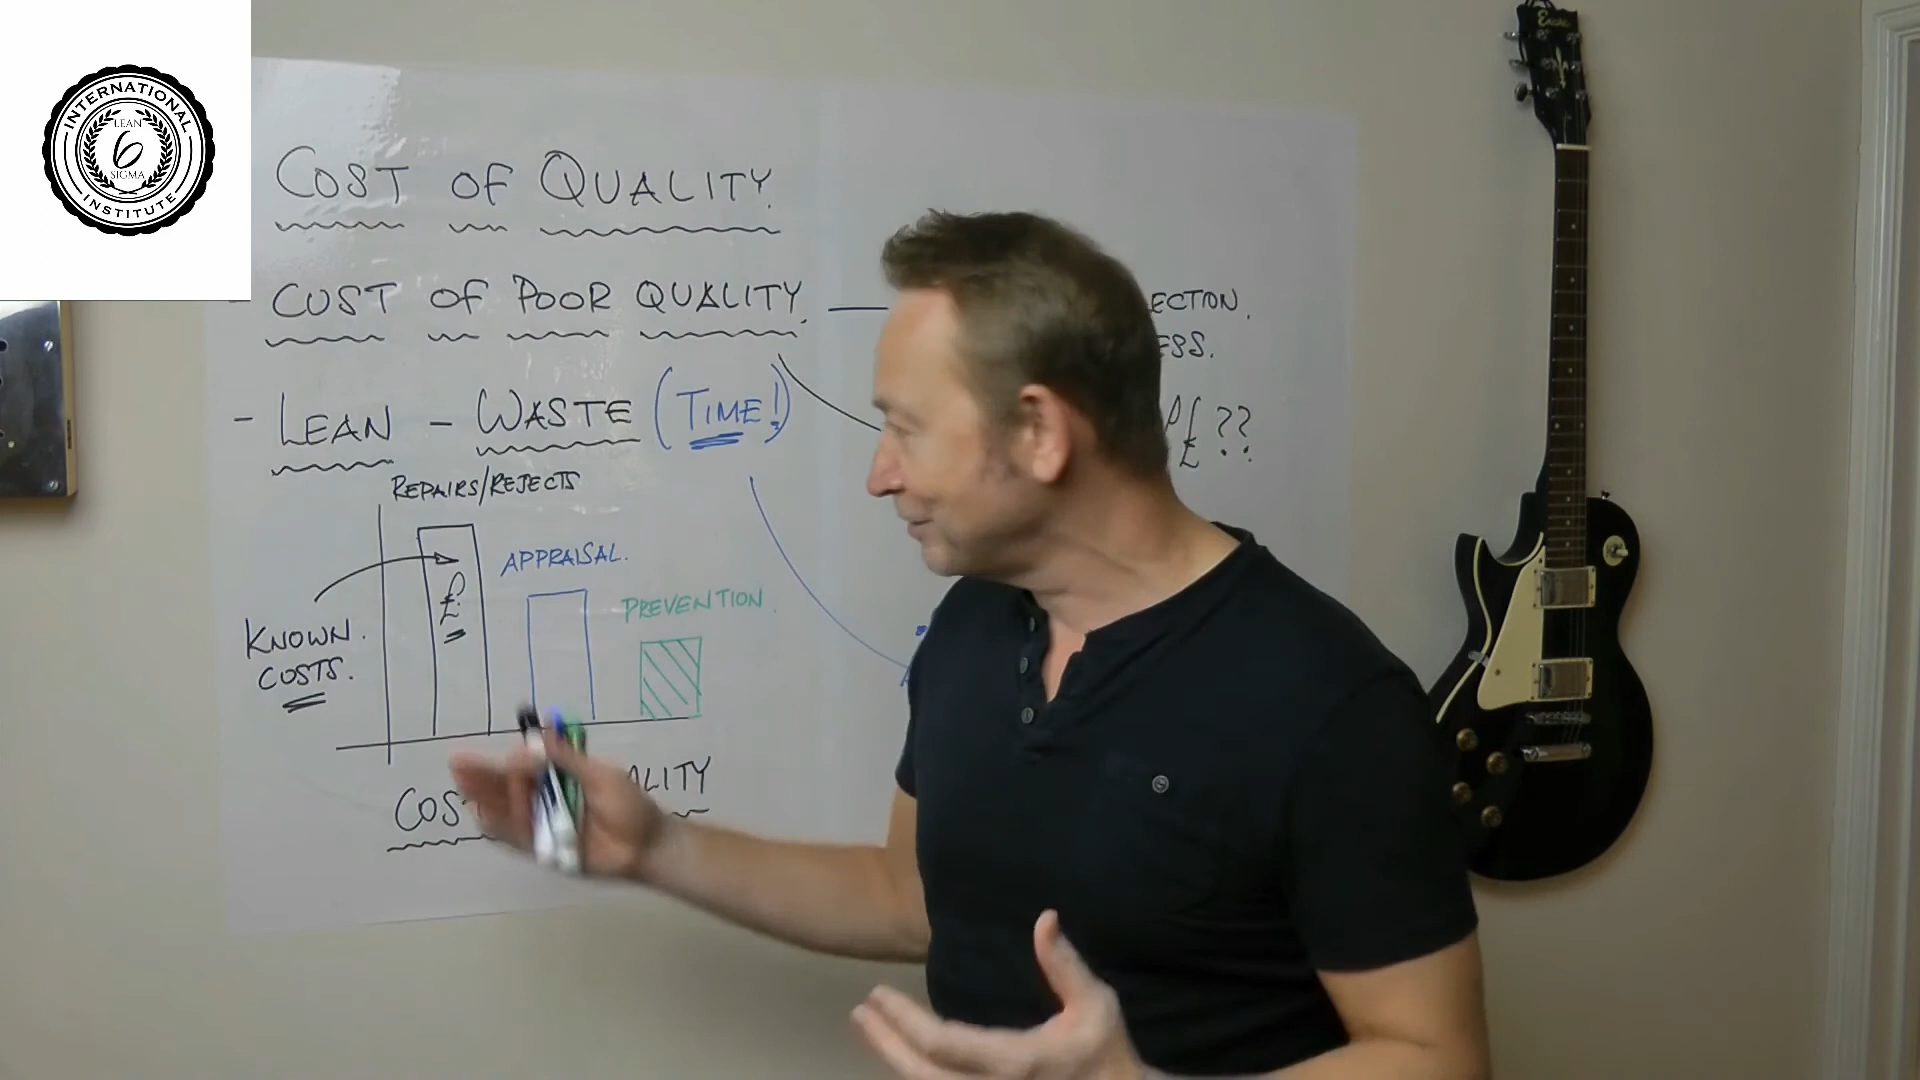 INTERNATIONAL
LEAN
6
SIGMA
INSTITUTE
COST OF QUALITY.
- COST OF POOR QUALITY.
ECTION.
ESS.
- LEAN - WASTE (TIME!)
£??
REPAIRS/REJECTS
APPRAISAL.
£
PREVENTION.
KNOWN
COSTS.
COST ALITY